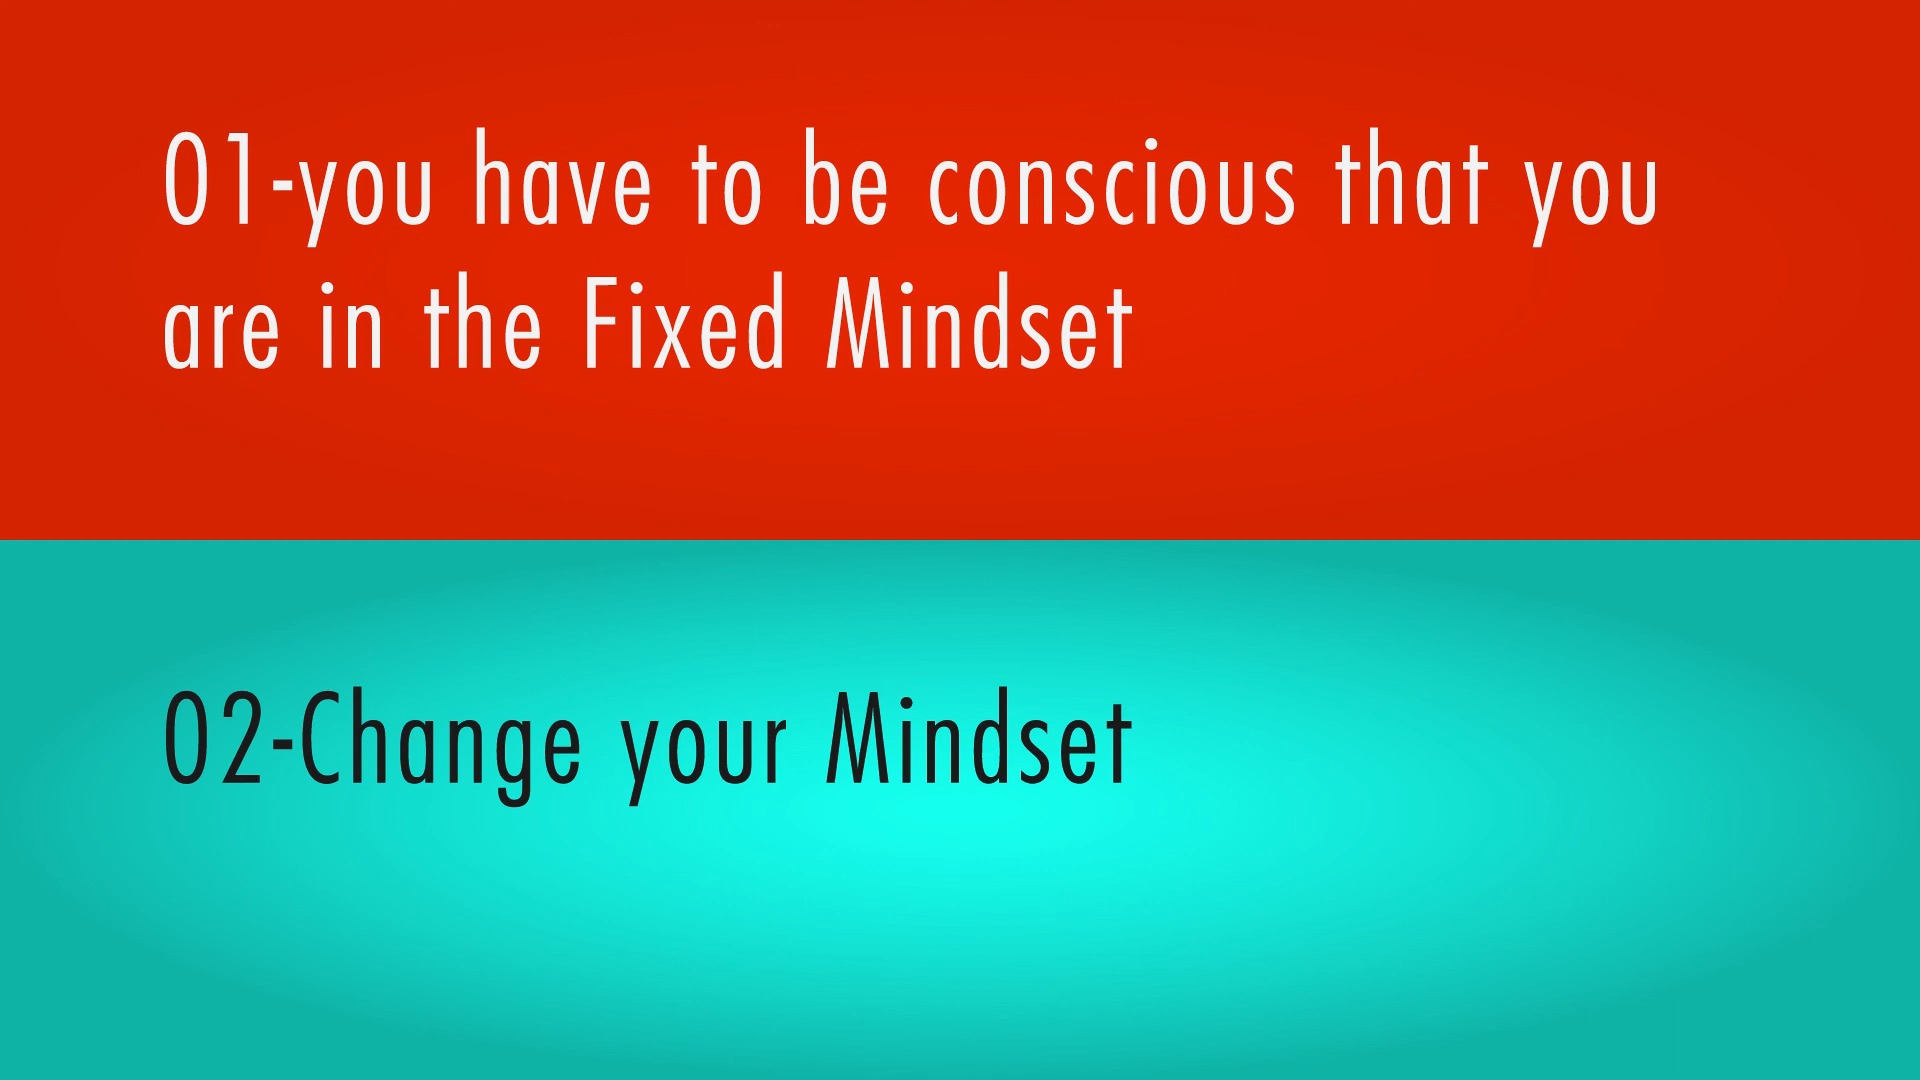 01-you have to be conscious that you
are in the Fixed Mindset
02-Change your Mindset